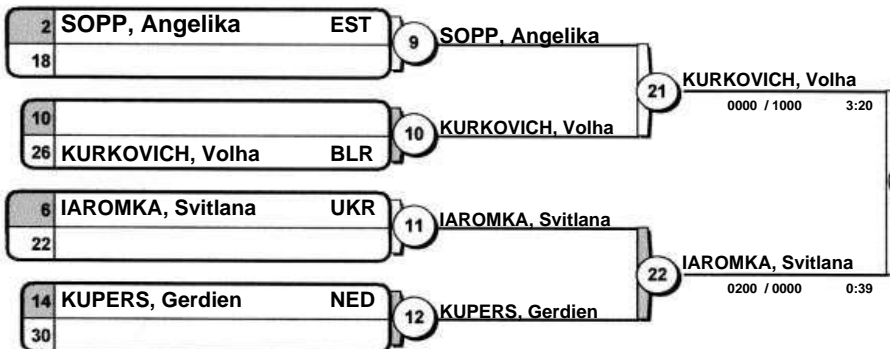 2 SOPP, Angelika EST
18
9 SOPP, Angelika
10
26 KURKOVICH, Volha BLR
10 KURKOVICH, Volha
21 KURKOVICH, Volha
0000 / 1000 3:20
6 IAROMKA, Svitlana UKR
22
11 IAROMKA, Svitlana
14 KUPERS, Gerdien NED
30
12 KUPERS, Gerdien
22 IAROMKA, Svitlana
0200 / 0000 0:39